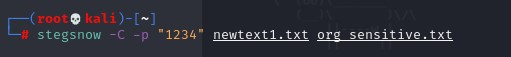 ┌──(root💀kali)-[~]
└─# stegsnow -C -p "1234" newtext1.txt org_sensitive.txt